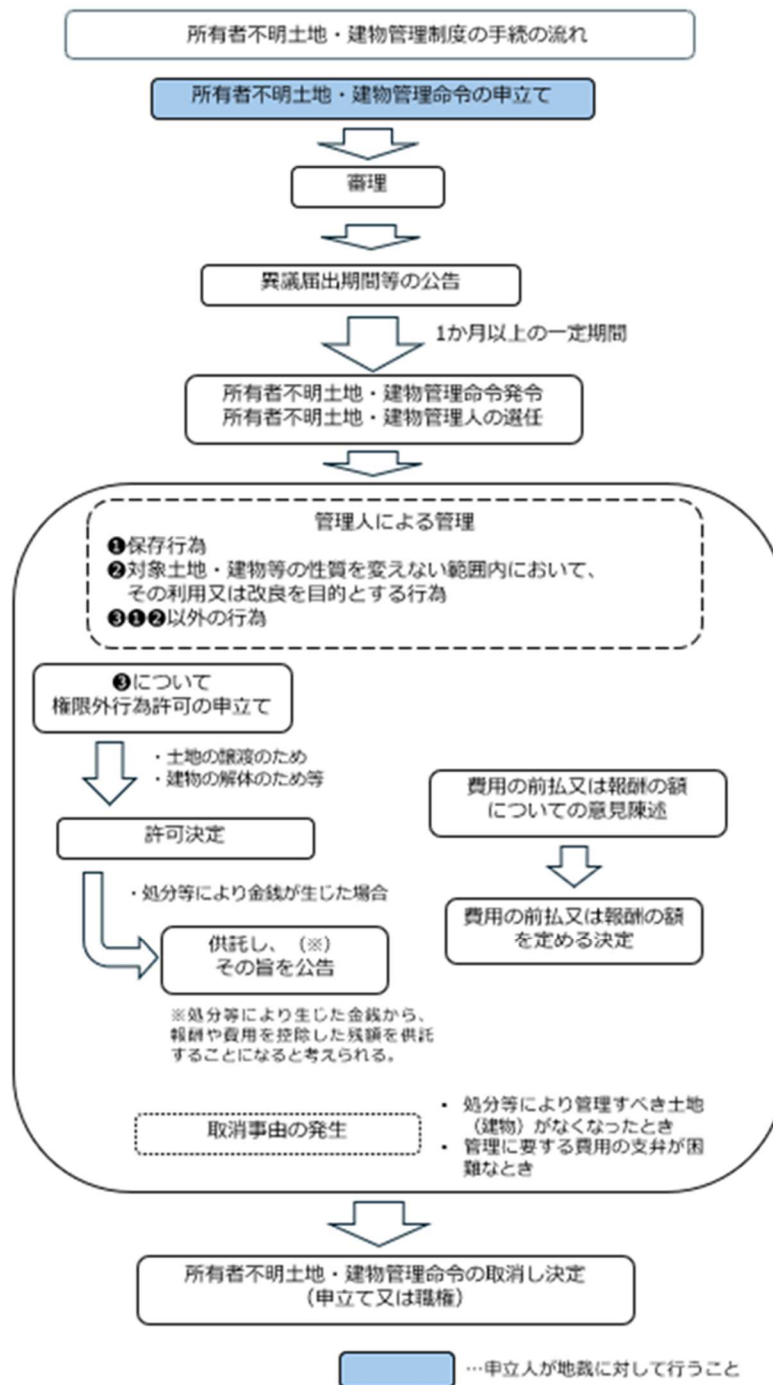 所有者不明土地・建物管理制度の手続の流れ
所有者不明土地・建物管理命令の申立て
審理
異議届出期間等の公告
1か月以上の一定期間
所有者不明土地・建物管理命令発令
所有者不明土地・建物管理人の選任
管理人による管理
❶保存行為
❷対象土地・建物等の性質を変えない範囲内において、
その利用又は改良を目的とする行為
❸❶❷以外の行為
❸について
権限外行為許可の申立て
・土地の譲渡のため
・建物の解体のため等
許可決定
・処分等により金銭が生じた場合
供託し、（※）
その旨を公告
※処分等により生じた金銭から、
報酬や費用を控除した残額を供託
することになると考えられる。
費用の前払又は報酬の額
についての意見陳述
費用の前払又は報酬の額
を定める決定
取消事由の発生
• 処分等により管理すべき土地
（建物）がなくなったとき
• 管理に要する費用の支弁が困
難なとき
所有者不明土地・建物管理命令の取消し決定
（申立て又は職権）
…申立人が地裁に対して行うこと